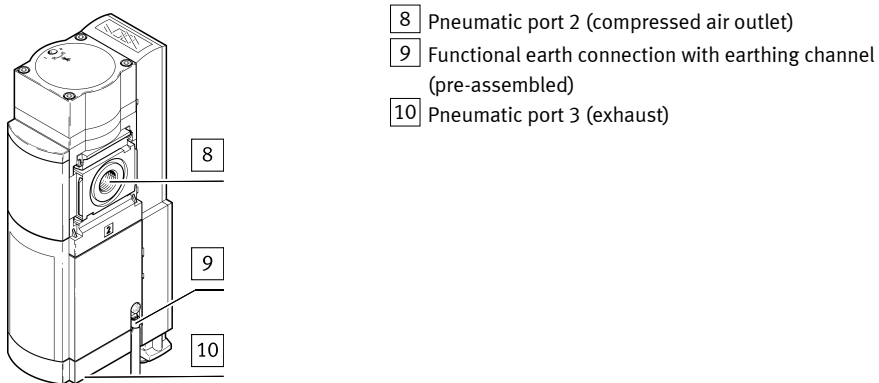 8 Pneumatic port 2 (compressed air outlet)
9 Functional earth connection with earthing channel
(pre-assembled)
10 Pneumatic port 3 (exhaust)
8
2
9
10